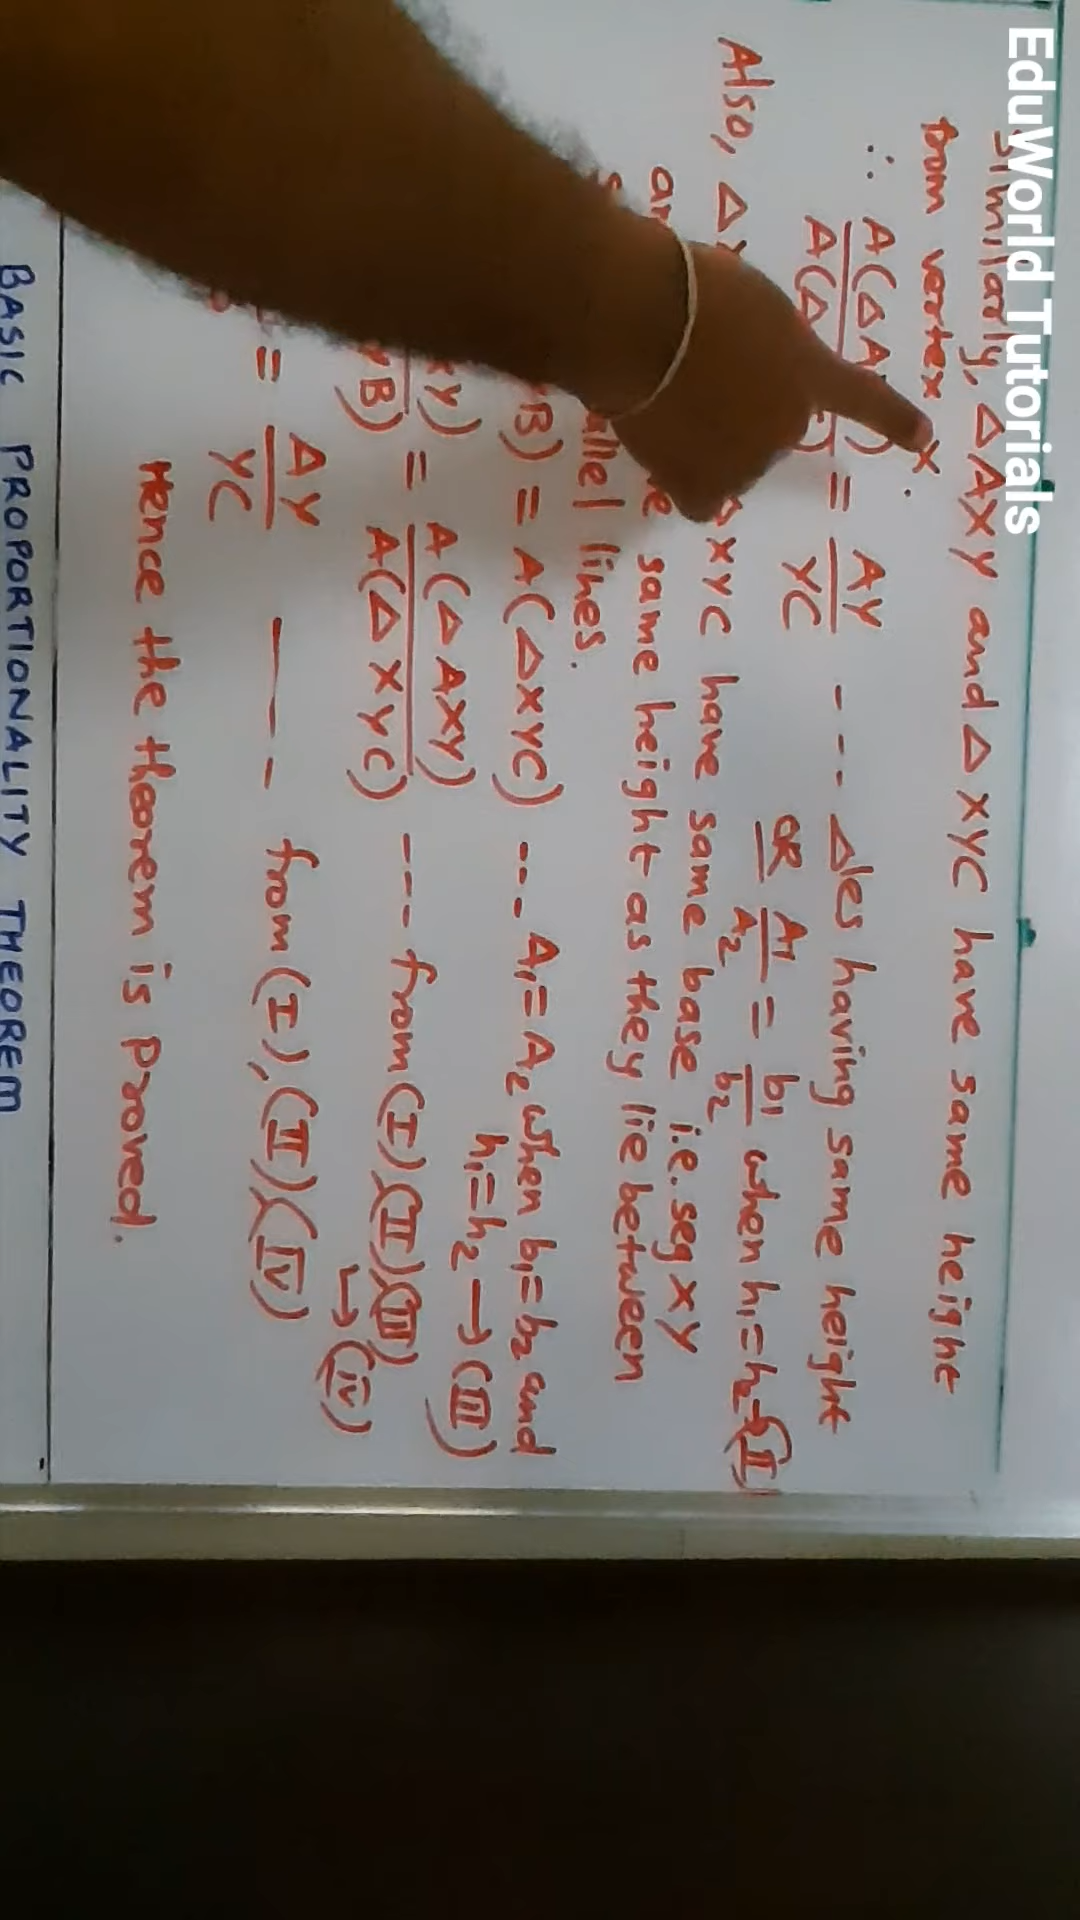 EduWorld Tutorials
Similarly, △AXY and △XYC have same height
from vertex X.
∴ A(△A = AY --- △les having same height
A(△ YC
OR A1/A2 = b1/b2 when h1=h2→(II)
Also, △ △XYC have same base i.e. seg XY
same height as they lie between
lines.
B) = A(△XYC) --- A1=A2 when b1=b2 and
h1=h2→(III)
XY) = A(△AXY) --- from (I),(II),(III)
YB) A(△XYC) ↳(IV)
= AY ---- from (I),(II),(IV)
YC
Hence the theorem is Proved.
BASIC PROPORTIONALITY THEOREM